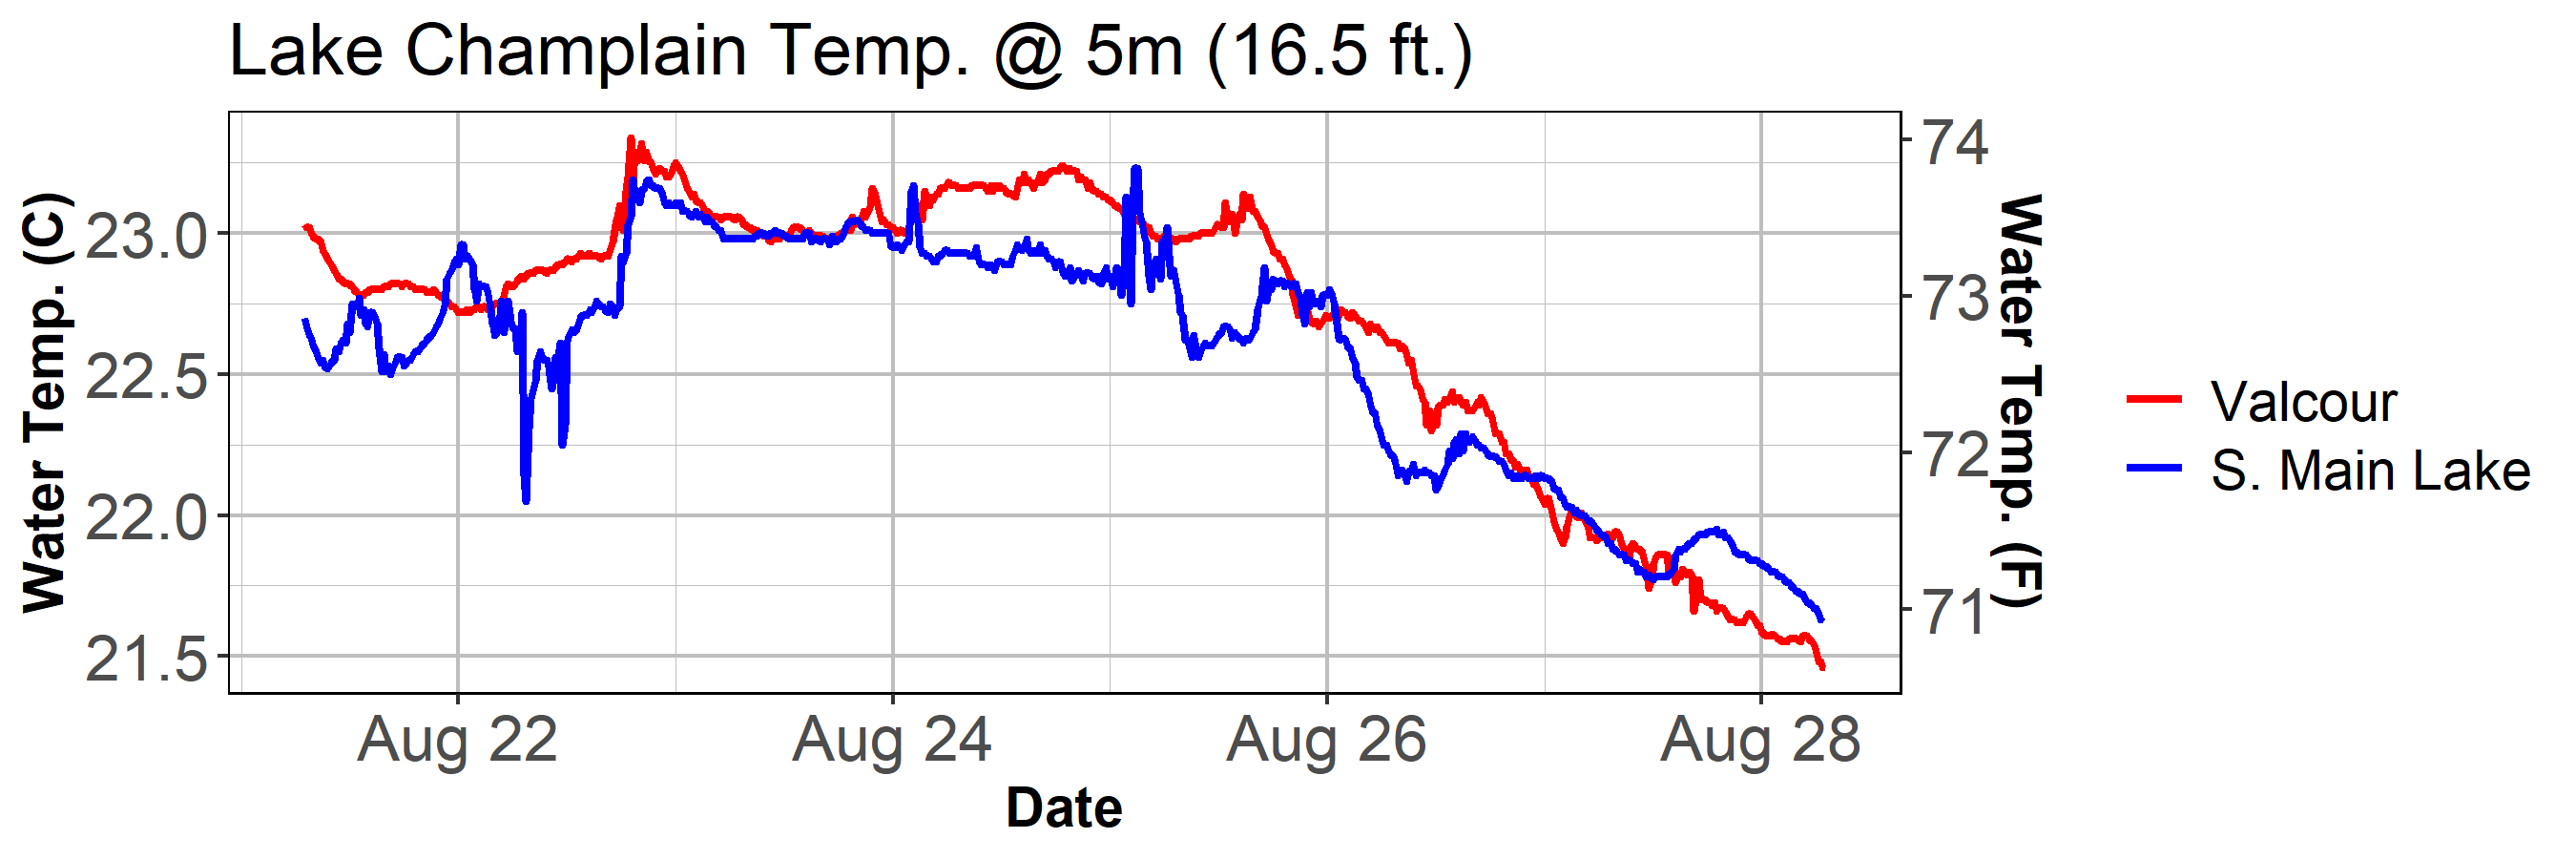 Lake Champlain Temp. @ 5m (16.5 ft.)
Water Temp. (C)
23.0
22.5
22.0
21.5
74
73
72
71
Water Temp. (F)
Aug 22
Aug 24
Aug 26
Aug 28
Date
Valcour
S. Main Lake